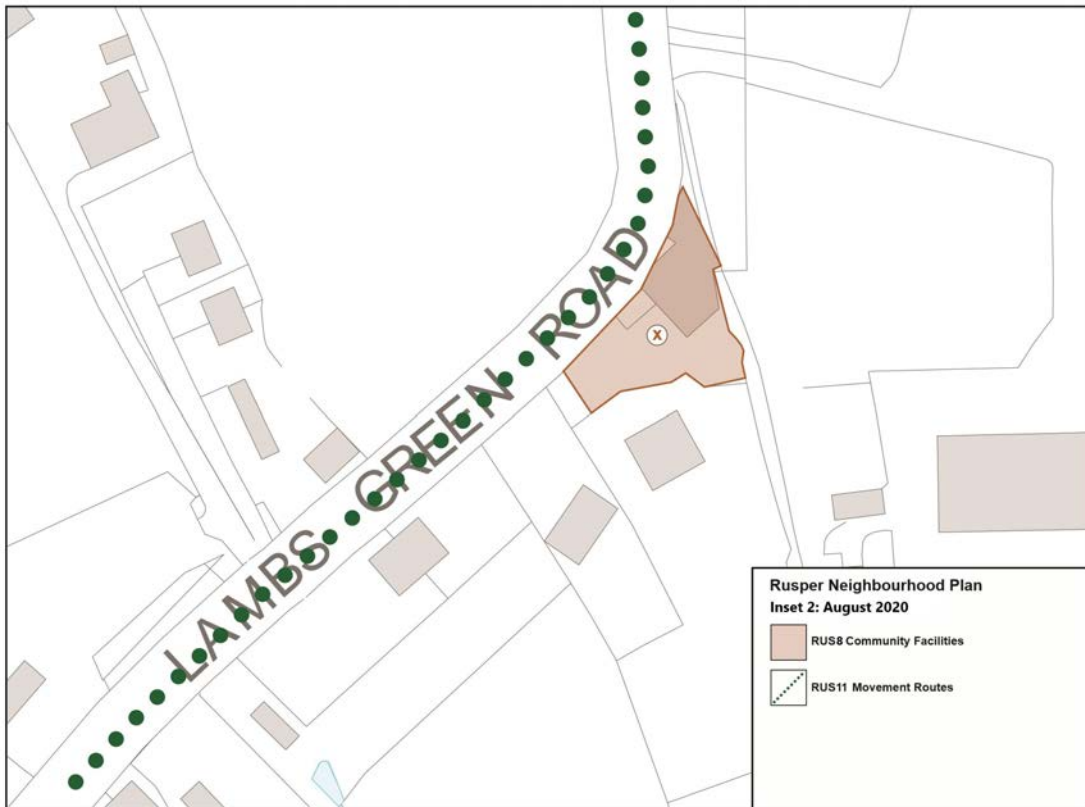 LAMBS GREEN ROAD
X
Rusper Neighbourhood Plan
Inset 2: August 2020
RUS8 Community Facilities
RUS11 Movement Routes